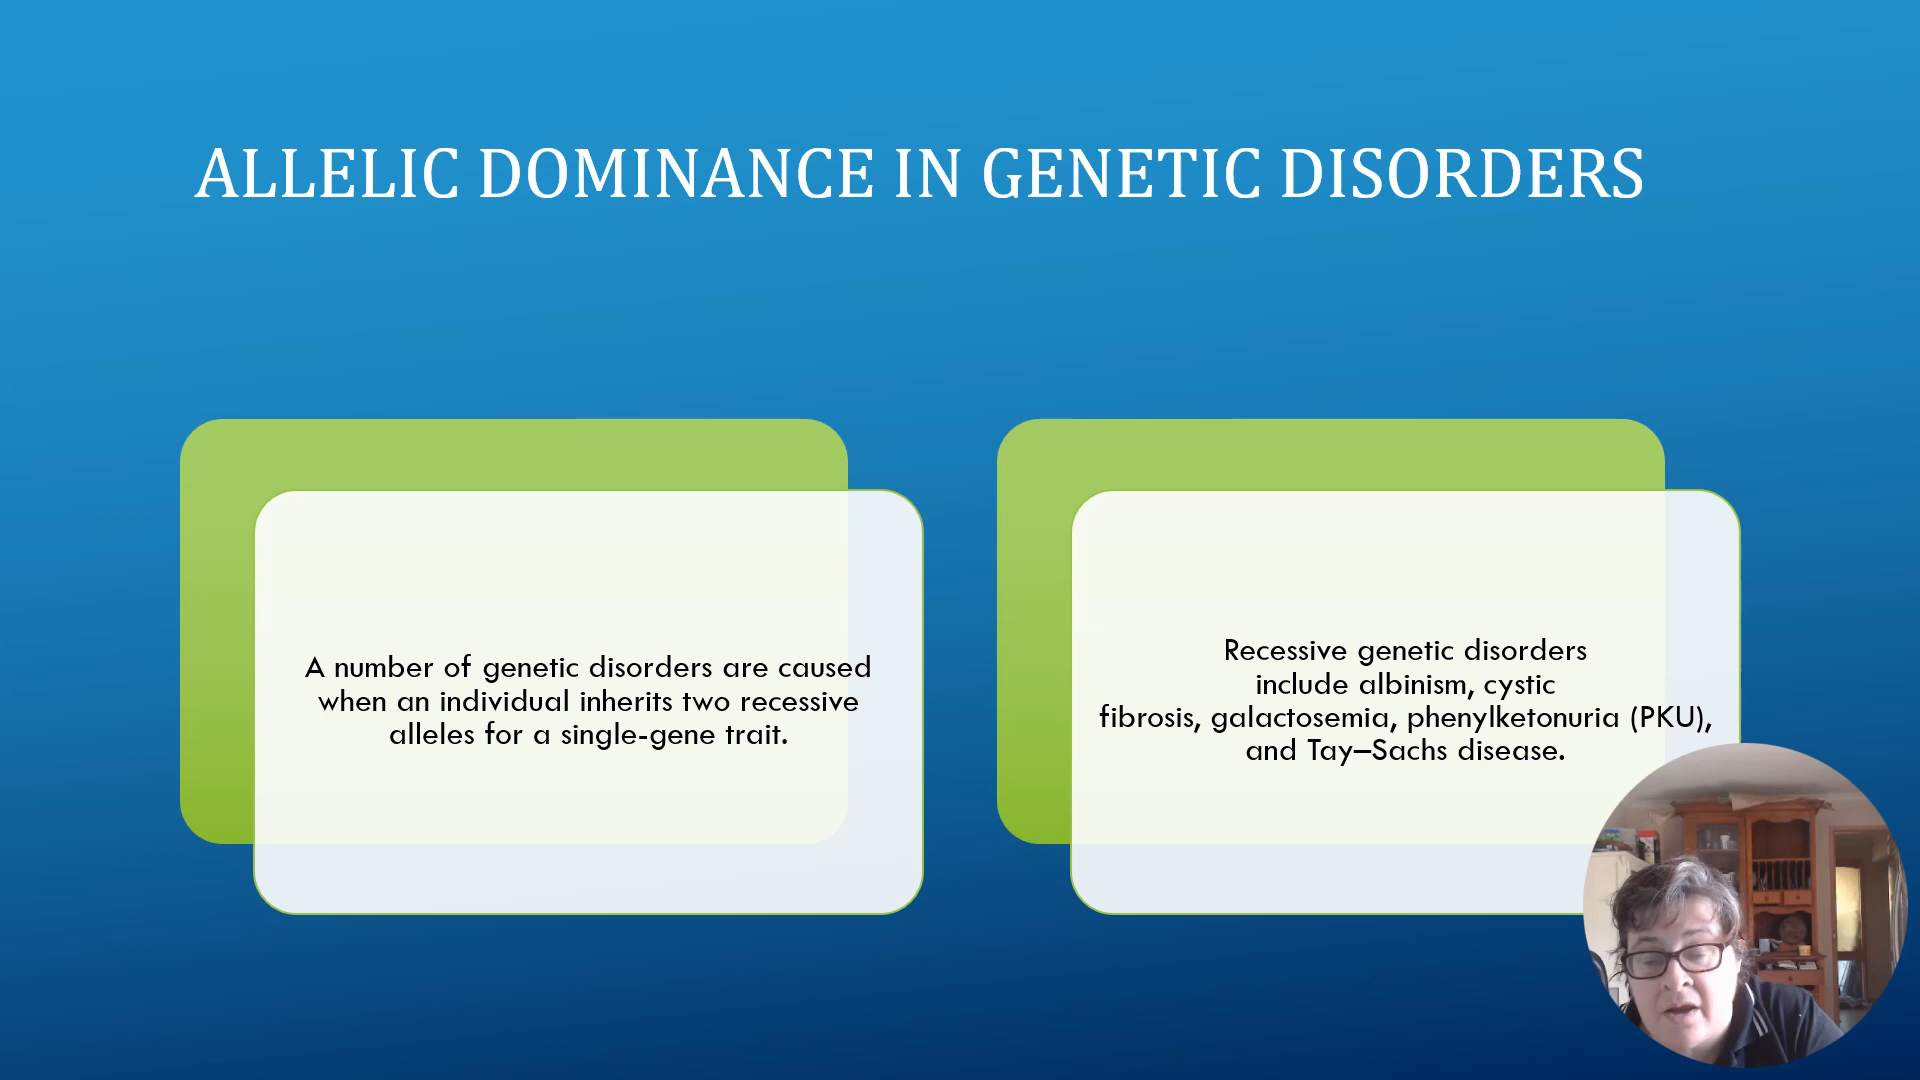 ALLELIC DOMINANCE IN GENETIC DISORDERS
A number of genetic disorders are caused
when an individual inherits two recessive
alleles for a single-gene trait.
Recessive genetic disorders
include albinism, cystic
fibrosis, galactosemia, phenylketonuria (PKU),
and Tay–Sachs disease.